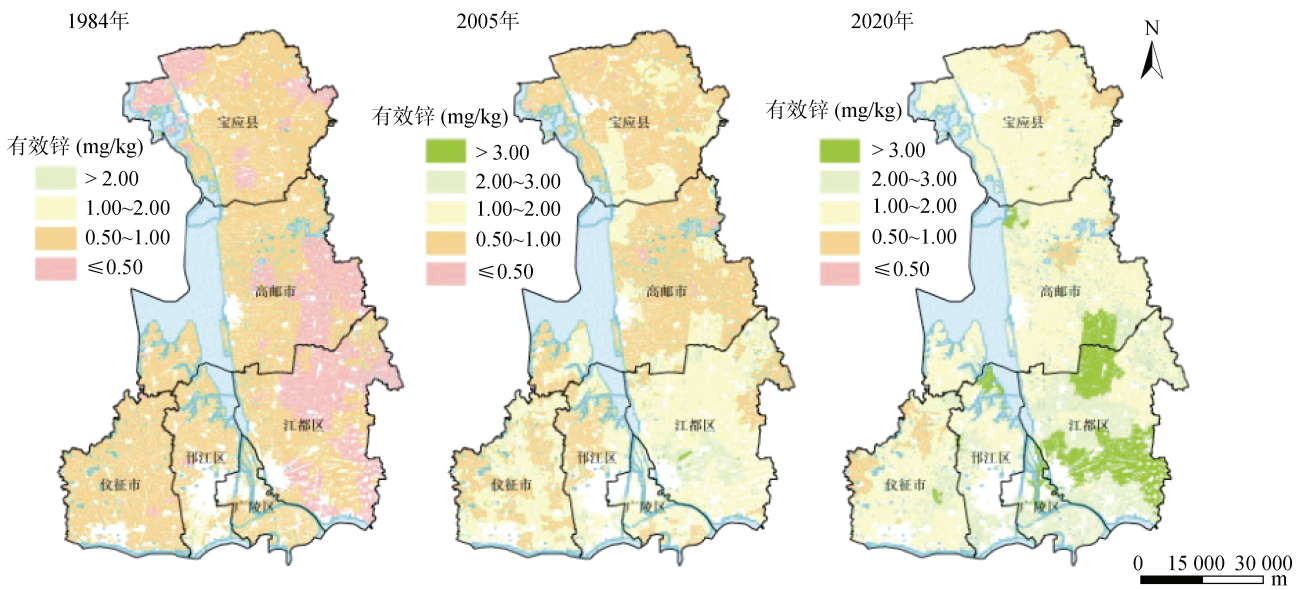 1984年
有效锌 (mg/kg)
> 2.00
1.00~2.00
0.50~1.00
≤0.50
宝应县
高邮市
江都区
邗江区
仪征市
广陵区
2005年
有效锌 (mg/kg)
> 3.00
2.00~3.00
1.00~2.00
0.50~1.00
≤0.50
宝应县
高邮市
江都区
邗江区
仪征市
广陵区
2020年
有效锌 (mg/kg)
> 3.00
2.00~3.00
1.00~2.00
0.50~1.00
≤0.50
宝应县
高邮市
江都区
邗江区
仪征市
广陵区
N
0 15 000 30 000
m